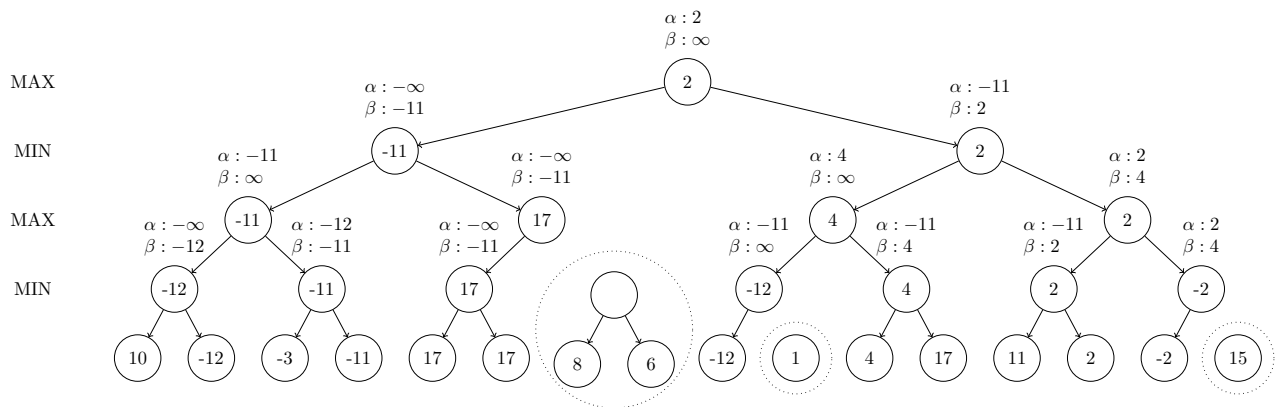 α : 2
β : ∞
MAX
2
α : −∞
β : −11
α : −11
β : 2
MIN
-11
2
α : −11
β : ∞
α : −∞
β : −11
α : 4
β : ∞
α : 2
β : 4
MAX
-11
17
4
2
α : −∞
β : −12
α : −12
β : −11
α : −∞
β : −11
α : −11
β : ∞
α : −11
β : 4
α : −11
β : 2
α : 2
β : 4
MIN
-12
-11
17
-12
4
2
-2
10
-12
-3
-11
17
17
8
6
-12
1
4
17
11
2
-2
15